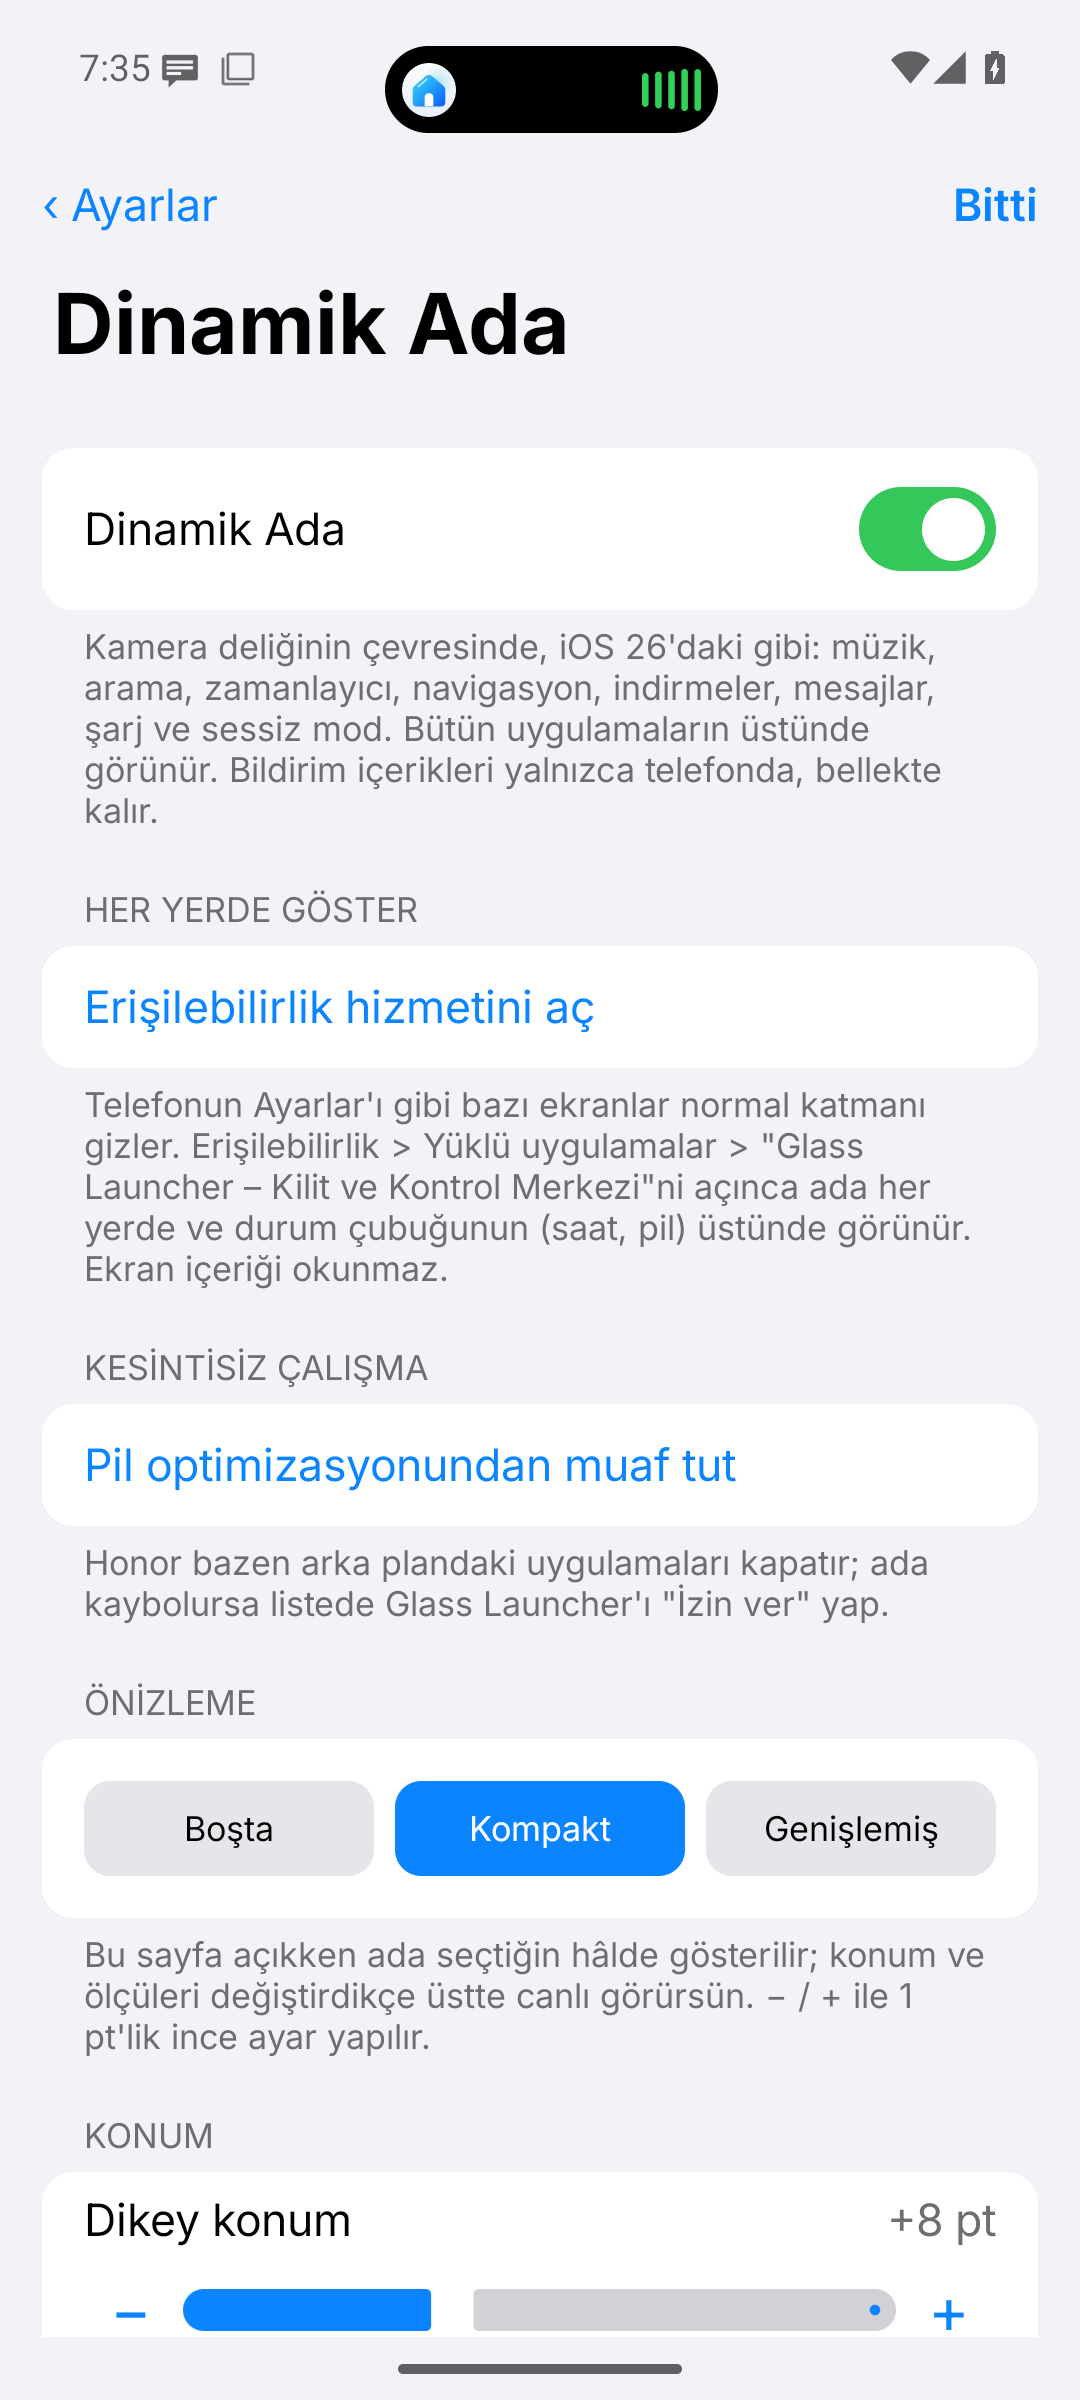 7:35
‹ Ayarlar
Bitti
Dinamik Ada
Dinamik Ada
Kamera deliğinin çevresinde, iOS 26'daki gibi: müzik,
arama, zamanlayıcı, navigasyon, indirmeler, mesajlar,
şarj ve sessiz mod. Bütün uygulamaların üstünde
görünür. Bildirim içerikleri yalnızca telefonda, bellekte
kalır.
HER YERDE GÖSTER
Erişilebilirlik hizmetini aç
Telefonun Ayarlar'ı gibi bazı ekranlar normal katmanı
gizler. Erişilebilirlik > Yüklü uygulamalar > "Glass
Launcher – Kilit ve Kontrol Merkezi"ni açınca ada her
yerde ve durum çubuğunun (saat, pil) üstünde görünür.
Ekran içeriği okunmaz.
KESİNTİSİZ ÇALIŞMA
Pil optimizasyonundan muaf tut
Honor bazen arka plandaki uygulamaları kapatır; ada
kaybolursa listede Glass Launcher'ı "İzin ver" yap.
ÖNİZLEME
Boşta
Kompakt
Genişlemiş
Bu sayfa açıkken ada seçtiğin hâlde gösterilir; konum ve
ölçüleri değiştirdikçe üstte canlı görürsün. − / + ile 1
pt'lik ince ayar yapılır.
KONUM
Dikey konum
+8 pt
− +